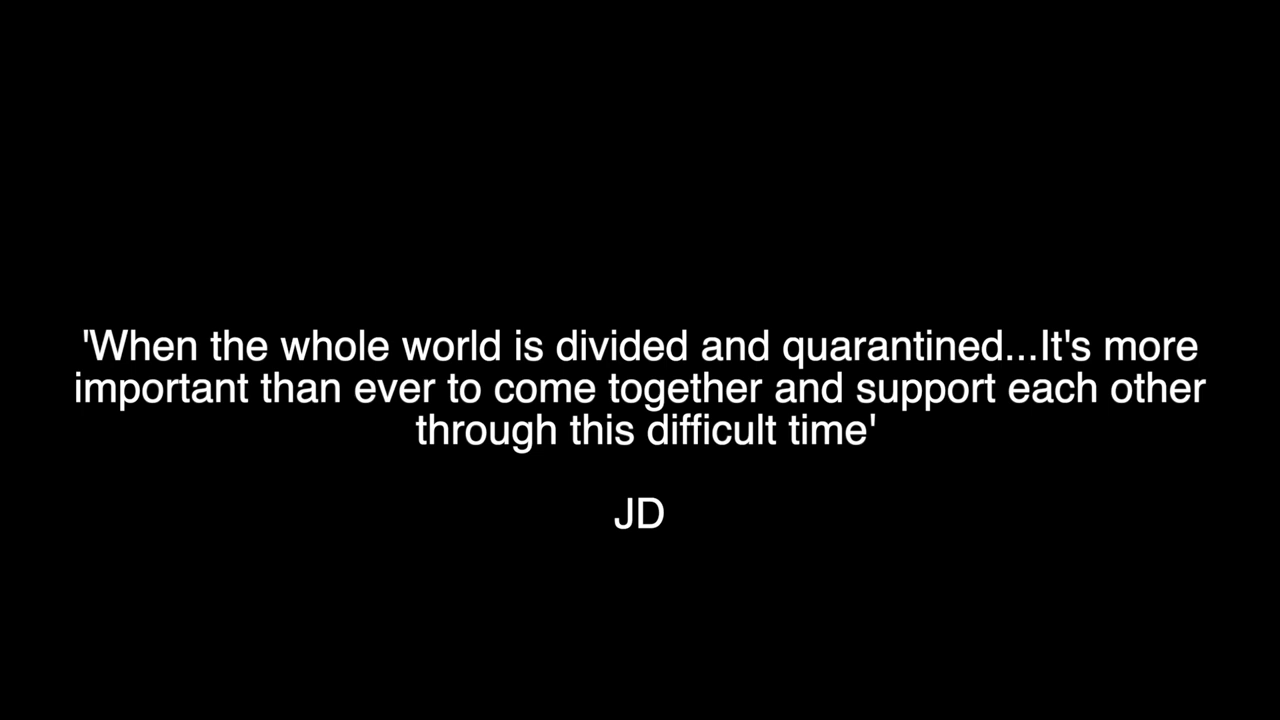 'When the whole world is divided and quarantined...It's more
important than ever to come together and support each other
through this difficult time'
JD